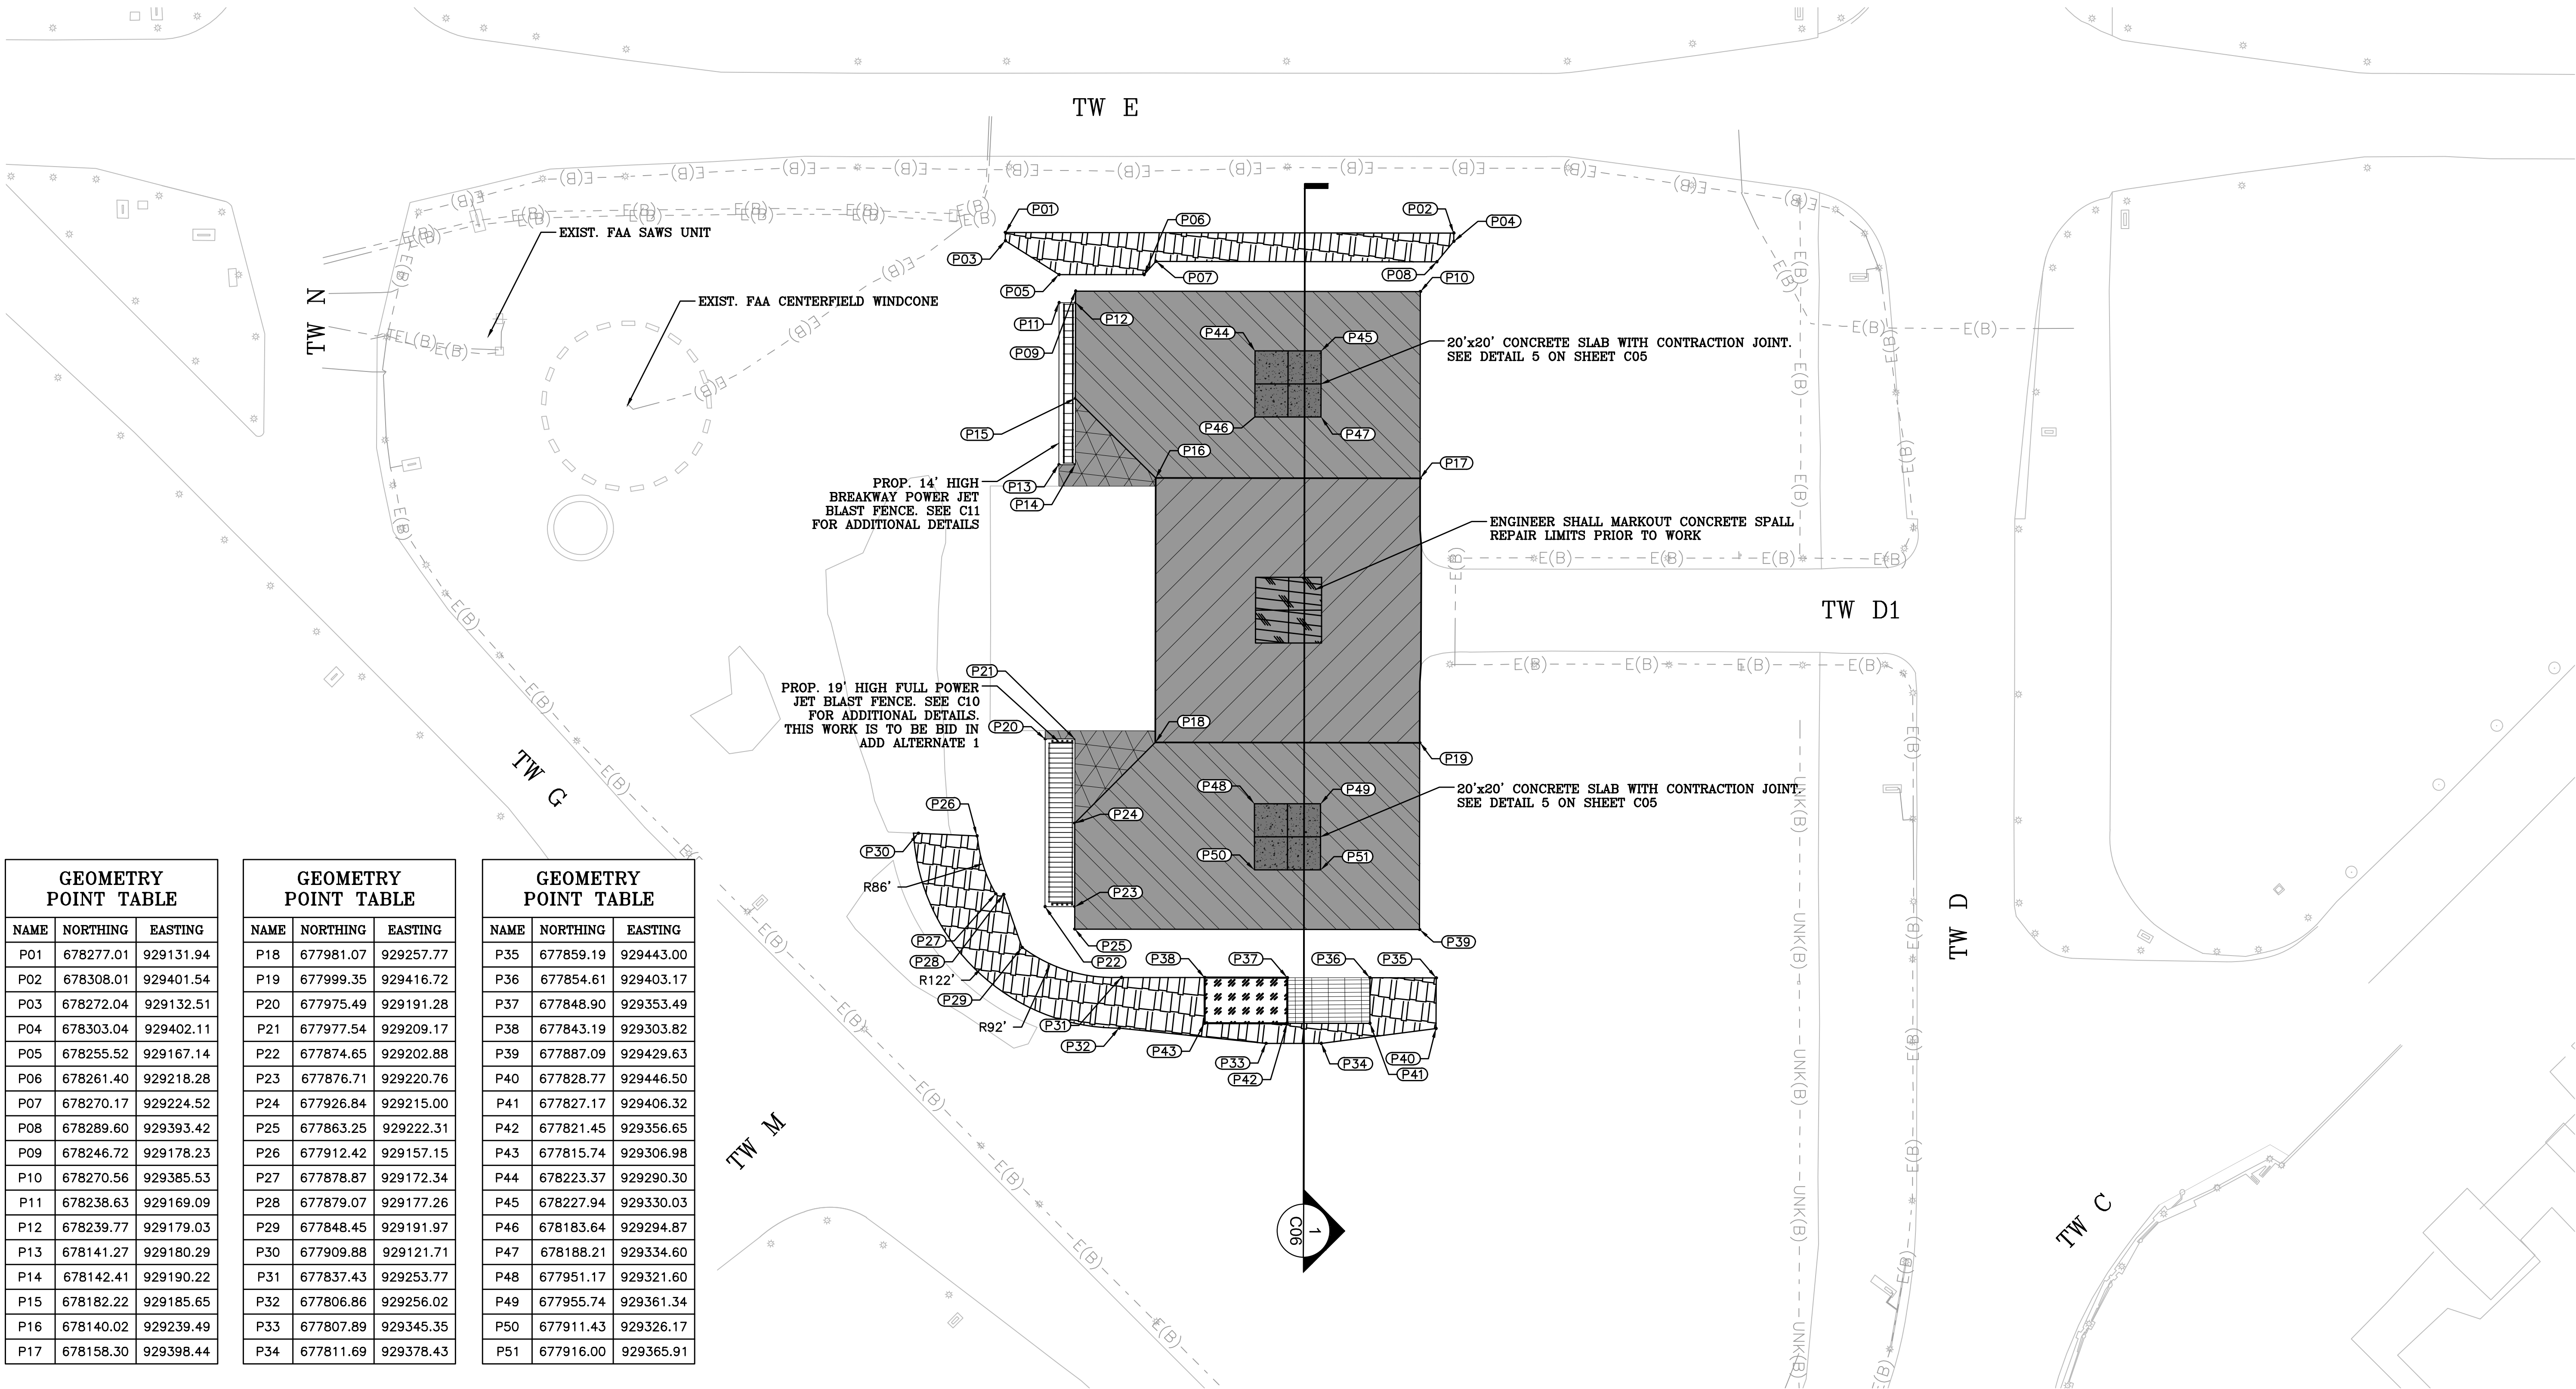 TW E
P01
P02
P06
P04
EXIST. FAA SAWS UNIT
P03
P07
P08
P10
P05
EXIST. FAA CENTERFIELD WINDCONE
TW N
P11
P12
P44
P45
20'x20' CONCRETE SLAB WITH CONTRACTION JOINT.
SEE DETAIL 5 ON SHEET C05
P09
TEL(B)
E(B)
P15
P46
P47
P16
P17
PROP. 14' HIGH
BREAKWAY POWER JET
BLAST FENCE. SEE C11
FOR ADDITIONAL DETAILS
P13
P14
ENGINEER SHALL MARKOUT CONCRETE SPALL
REPAIR LIMITS PRIOR TO WORK
TW D1
P21
PROP. 19' HIGH FULL POWER
JET BLAST FENCE. SEE C10
FOR ADDITIONAL DETAILS.
THIS WORK IS TO BE BID IN
ADD ALTERNATE 1
P20
P18
P19
TW G
P48
P49
20'x20' CONCRETE SLAB WITH CONTRACTION JOINT.
SEE DETAIL 5 ON SHEET C05
UNK(B)
P26
P24
P30
P50
P51
R86'
P23
P27
P28
P25
P22
P39
P38
P37
P36
P35
R122'
P29
R92'
P31
P32
P43
P33
P42
P34
P40
P41
TW D
TW M
TW C
1
C06
GEOMETRY
POINT TABLE
NAME NORTHING EASTING
P01 678277.01 929131.94
P02 678308.01 929401.54
P03 678272.04 929132.51
P04 678303.04 929402.11
P05 678255.52 929167.14
P06 678261.40 929218.28
P07 678270.17 929224.52
P08 678289.60 929393.42
P09 678246.72 929178.23
P10 678270.56 929385.53
P11 678238.63 929169.09
P12 678239.77 929179.03
P13 678141.27 929180.29
P14 678142.41 929190.22
P15 678182.22 929185.65
P16 678140.02 929239.49
P17 678158.30 929398.44
GEOMETRY
POINT TABLE
NAME NORTHING EASTING
P18 677981.07 929257.77
P19 677999.35 929416.72
P20 677975.49 929191.28
P21 677977.54 929209.17
P22 677874.65 929202.88
P23 677876.71 929220.76
P24 677926.84 929215.00
P25 677863.25 929222.31
P26 677912.42 929157.15
P27 677878.87 929172.34
P28 677879.07 929177.26
P29 677848.45 929191.97
P30 677909.88 929121.71
P31 677837.43 929253.77
P32 677806.86 929256.02
P33 677807.89 929345.35
P34 677811.69 929378.43
GEOMETRY
POINT TABLE
NAME NORTHING EASTING
P35 677859.19 929443.00
P36 677854.61 929403.17
P37 677848.90 929353.49
P38 677843.19 929303.82
P39 677887.09 929429.63
P40 677828.77 929446.50
P41 677827.17 929406.32
P42 677821.45 929356.65
P43 677815.74 929306.98
P44 678223.37 929290.30
P45 678227.94 929330.03
P46 678183.64 929294.87
P47 678188.21 929334.60
P48 677951.17 929321.60
P49 677955.74 929361.34
P50 677911.43 929326.17
P51 677916.00 929365.91